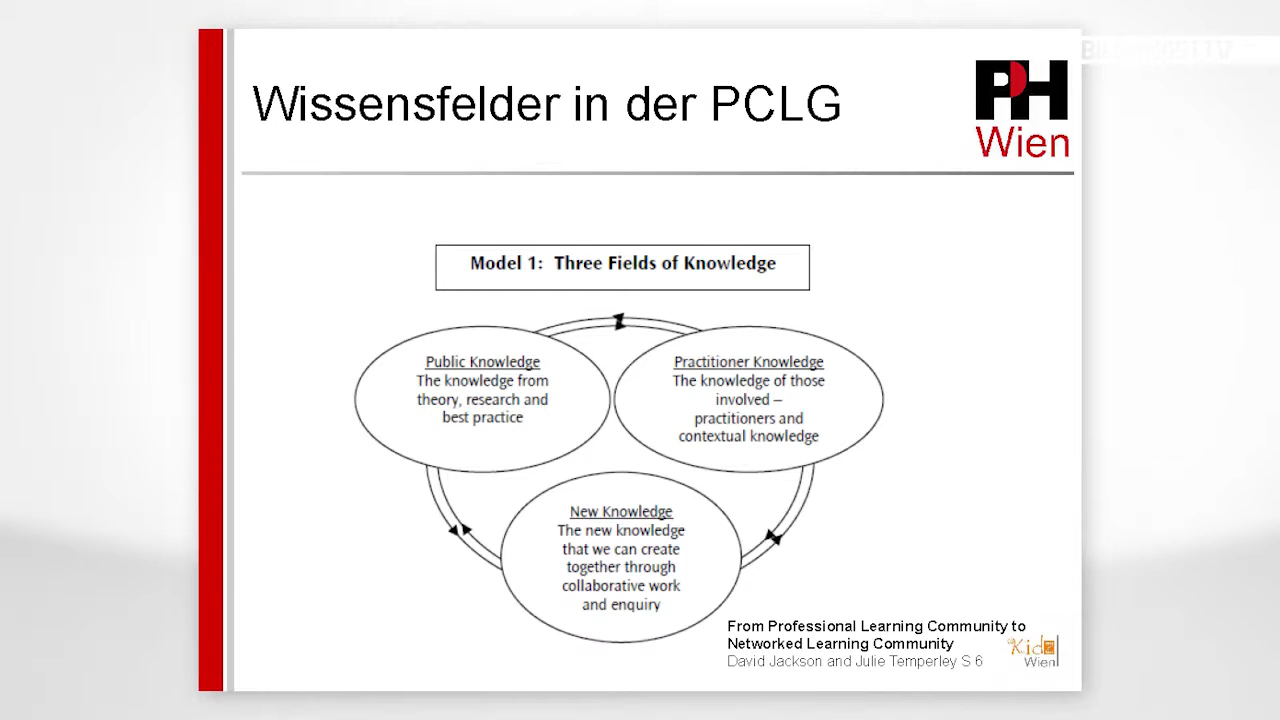 Wissensfelder in der PCLG
PH
Wien
Model 1: Three Fields of Knowledge
Public Knowledge
The knowledge from
theory, research and
best practice
Practitioner Knowledge
The knowledge of those
involved –
practitioners and
contextual knowledge
New Knowledge
The new knowledge
that we can create
together through
collaborative work
and enquiry
From Professional Learning Community to
Networked Learning Community
David Jackson and Julie Temperley S 6
Kidz
Wien